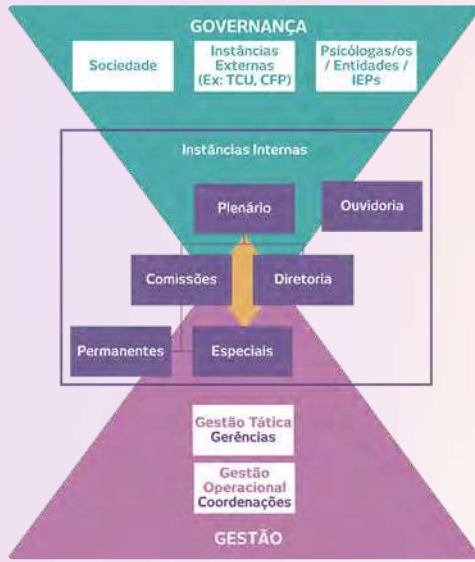 GOVERNANÇA
Sociedade
Instâncias
Externas
(Ex: TCU, CFP)
Psicólogas/os
/ Entidades /
IEPs
Instâncias Internas
Plenário
Ouvidoria
Comissões
Diretoria
Permanentes
Especiais
Gestão Tática
Gerências
Gestão
Operacional
Coordenações
GESTÃO